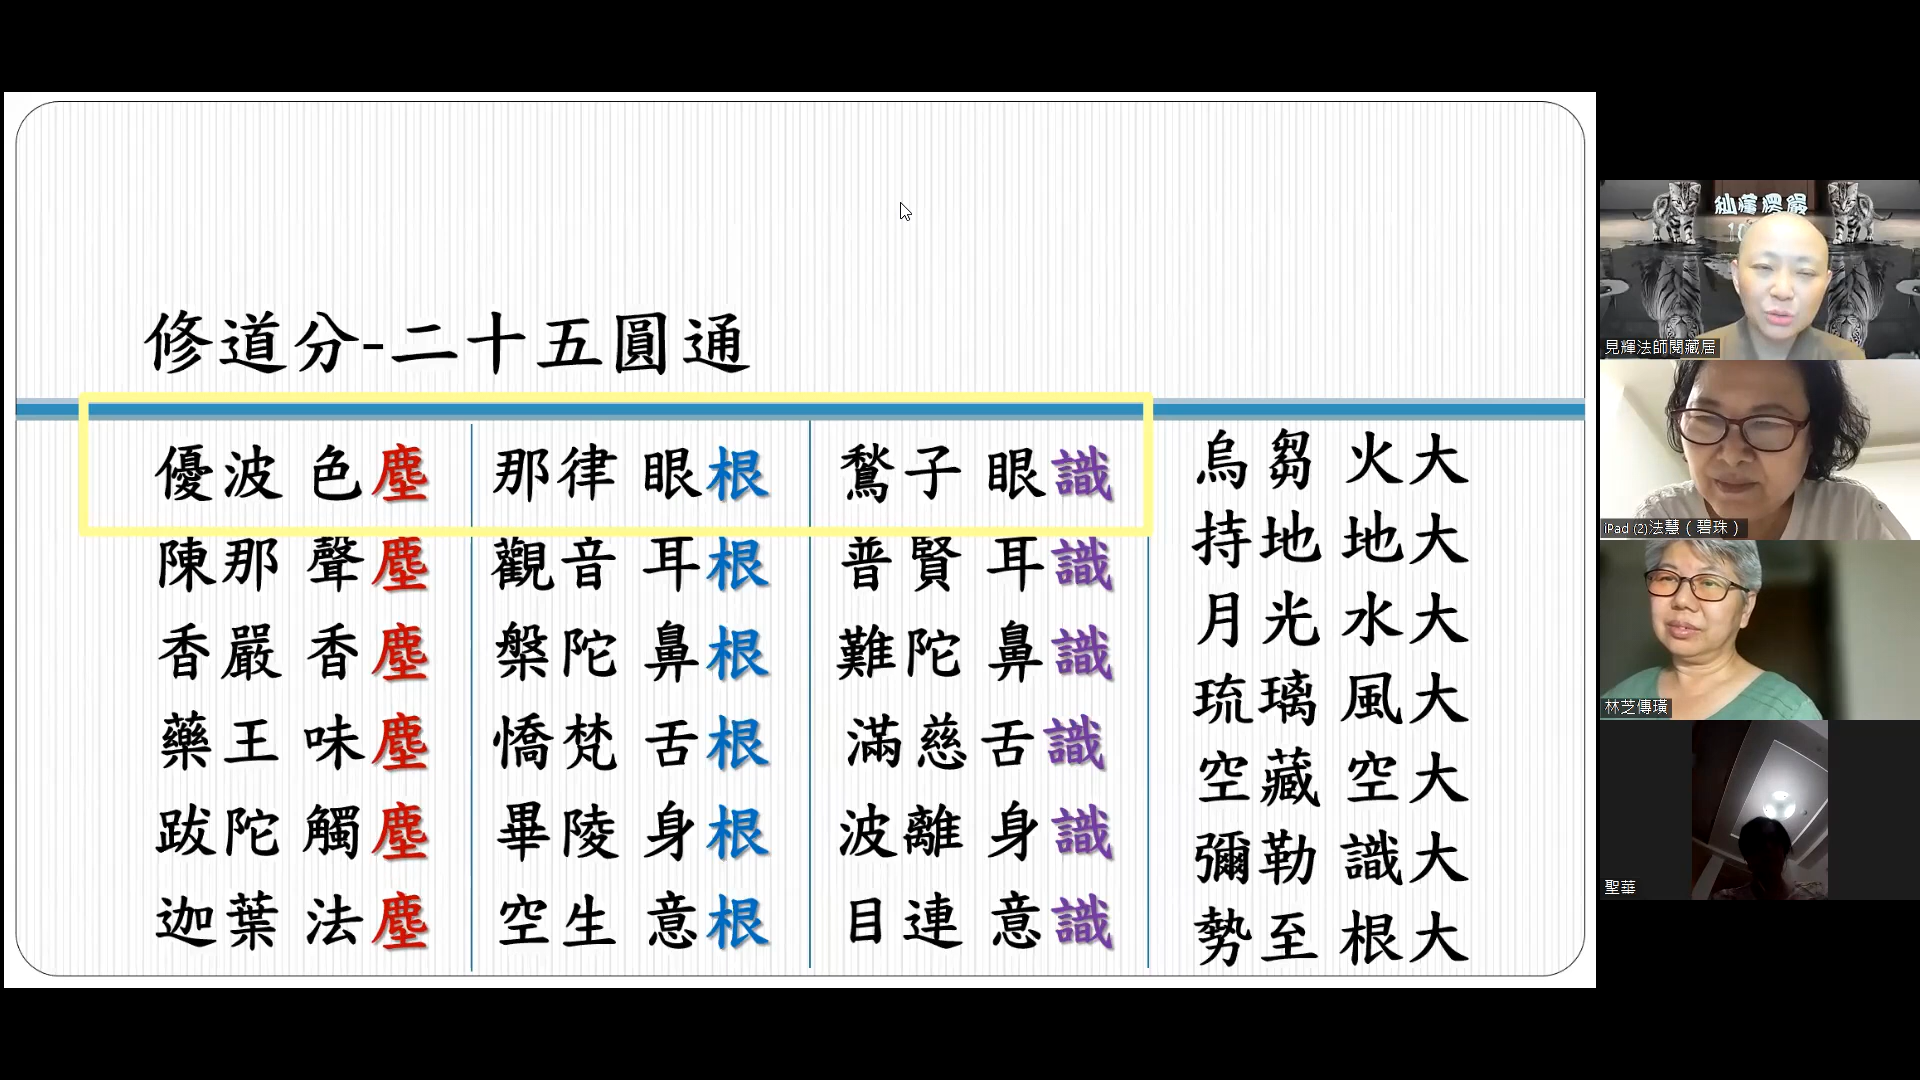 修道分-二十五圓通
優波 色塵 那律 眼根 鶖子 眼識
陳那 聲塵 觀音 耳根 普賢 耳識
香嚴 香塵 槃陀 鼻根 難陀 鼻識
藥王 味塵 憍梵 舌根 滿慈 舌識
跋陀 觸塵 畢陵 身根 波離 身識
迦葉 法塵 空生 意根 目連 意識
烏芻 火大
持地 地大
月光 水大
琉璃 風大
空藏 空大
彌勒 識大
勢至 根大
見輝法師閱藏居
iPad (2)法慧（碧珠）
林芝傳璜
聖華